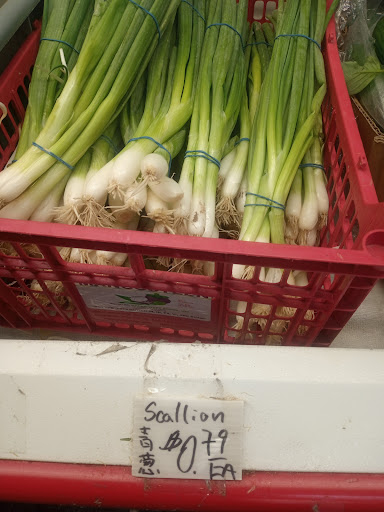 Scallion
青葱 $0.79
EA